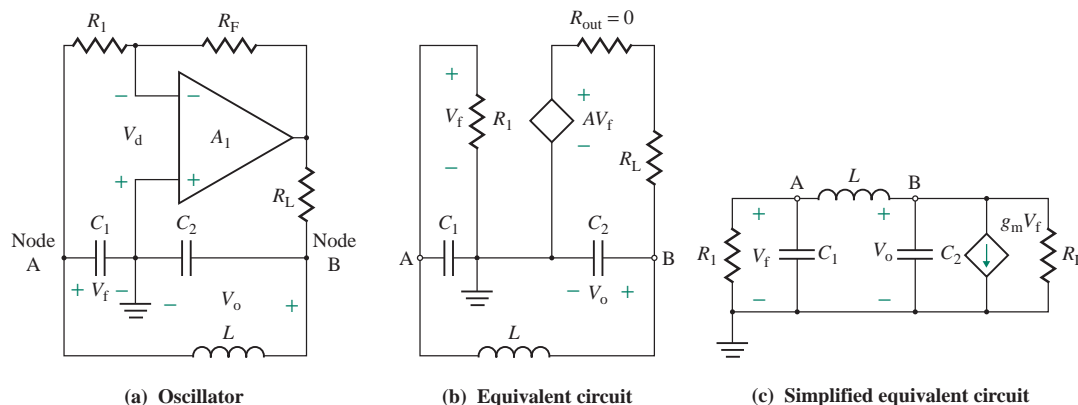 R1
RF
−
−
Vd
A1
+
+
RL
C1
C2
Node
A
Node
B
+ Vf −
− Vo +
L
(a) Oscillator
Rout = 0
+
Vf
−
R1
+
AVf
−
RL
C1
C2
A
B
− Vo +
L
(b) Equivalent circuit
A
L
B
R1
+
Vf
−
C1
+
Vo
−
C2
gmVf
RL
(c) Simplified equivalent circuit